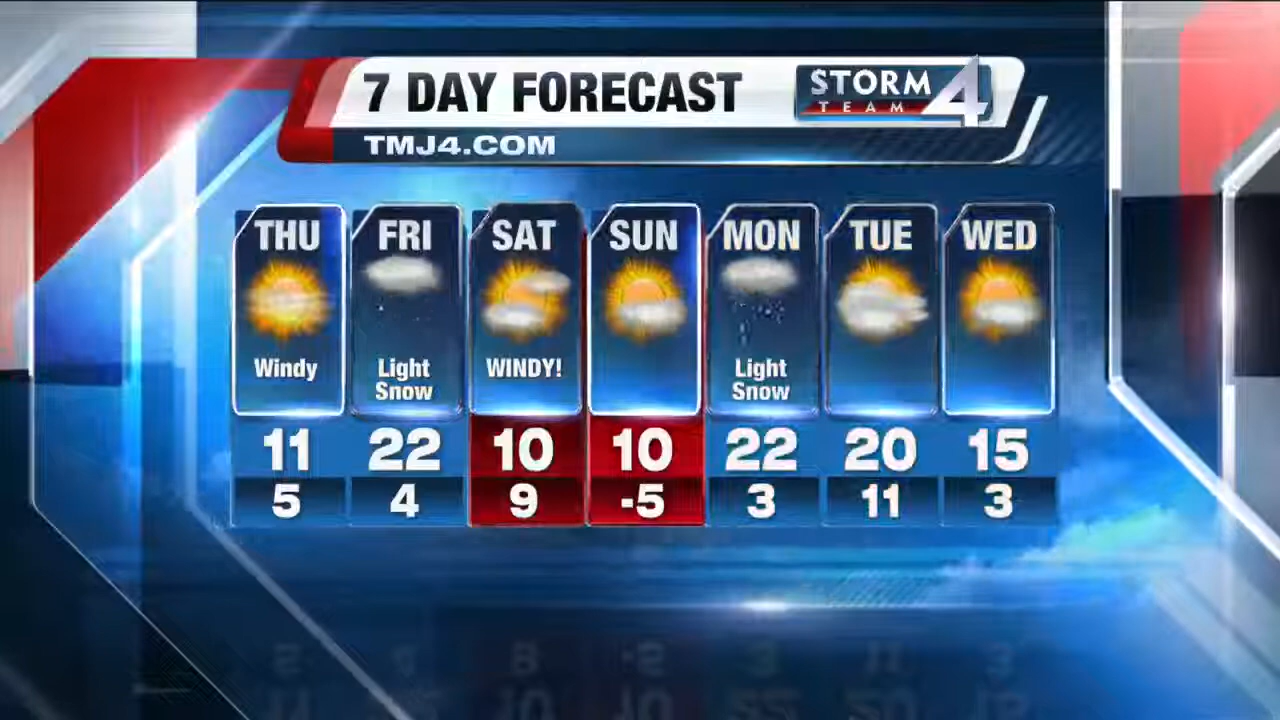 7 DAY FORECAST
STORM 4
TEAM
TMJ4.COM
THU FRI SAT SUN MON TUE WED
Windy Light Snow WINDY! Light Snow
11 22 10 10 22 20 15
5 4 9 -5 3 11 3